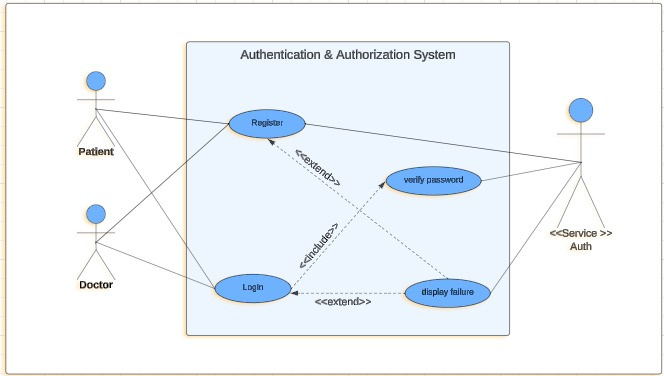 Authentication & Authorization System
Patient
Register
<<extend>>
verify password
<<Service >>
Auth
<<include>>
Doctor
LogIn
display failure
<<extend>>